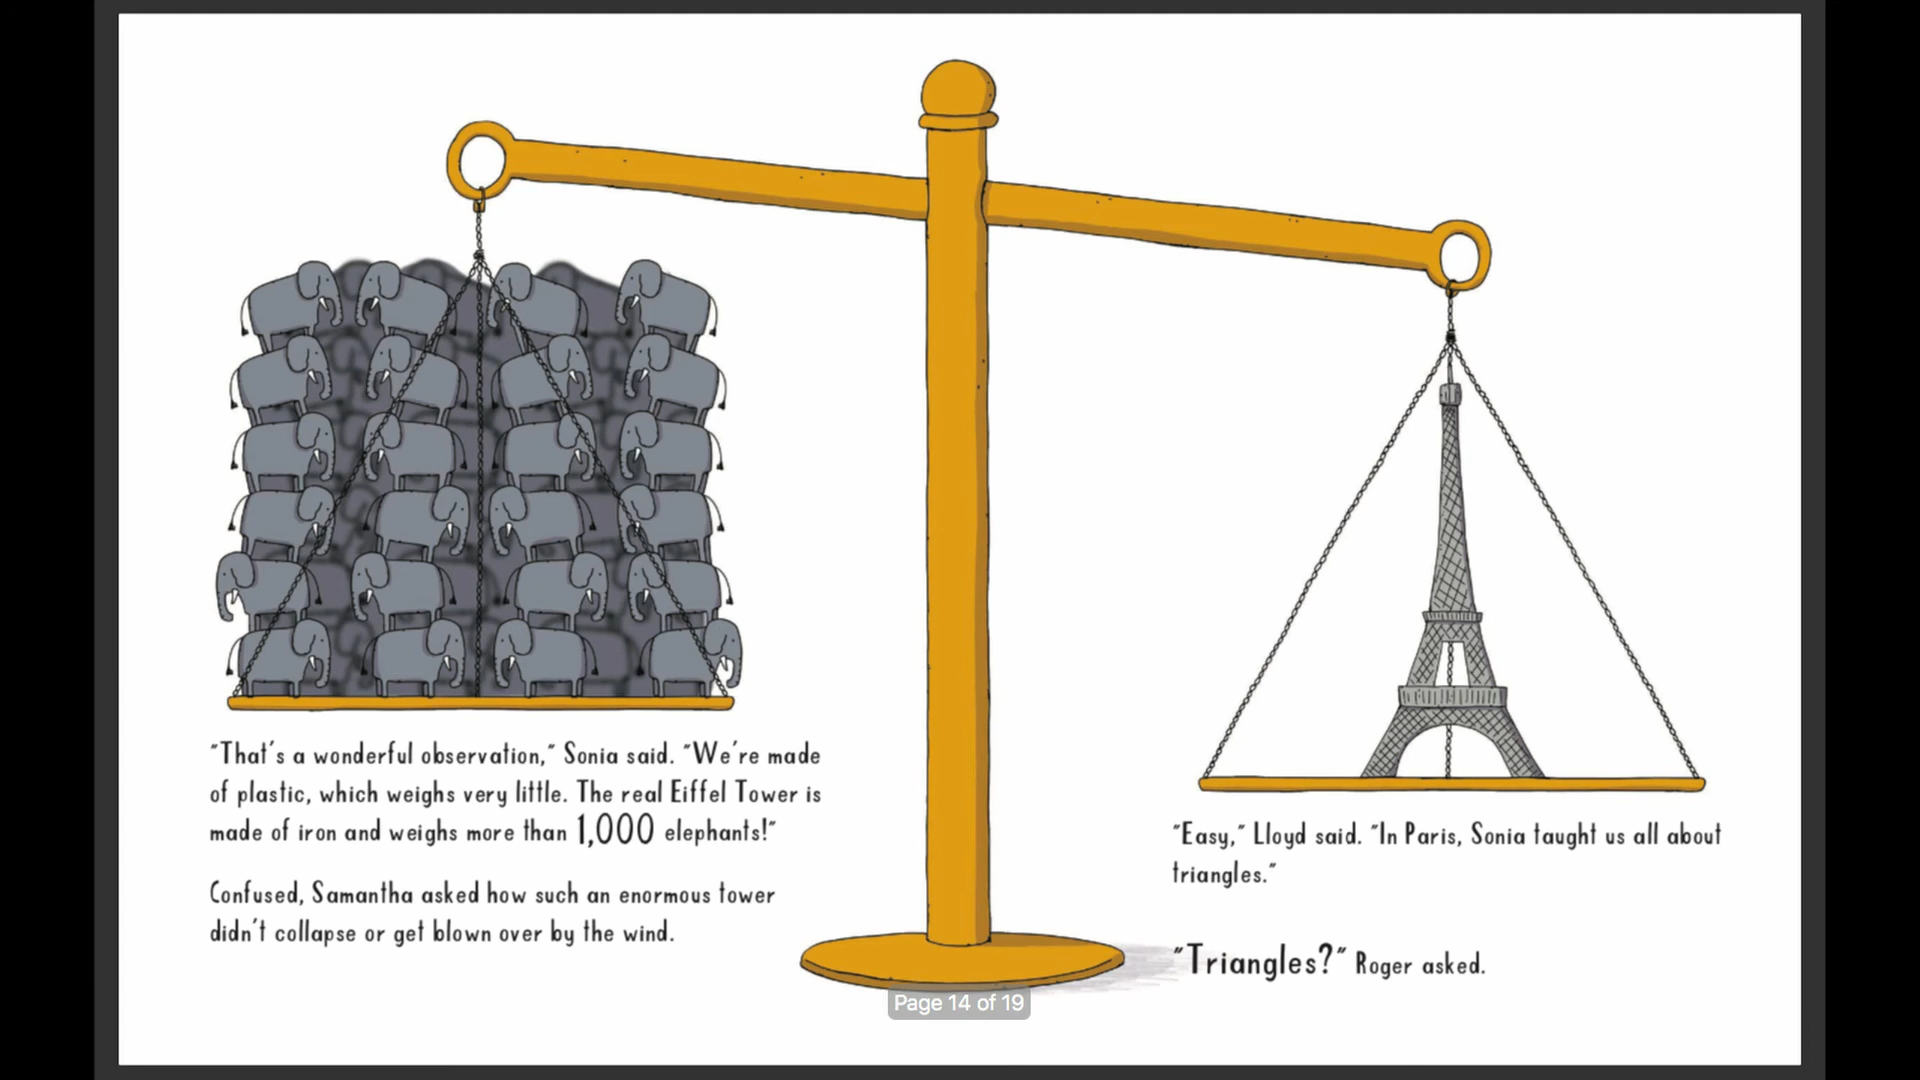 "That's a wonderful observation," Sonia said. "We're made
of plastic, which weighs very little. The real Eiffel Tower is
made of iron and weighs more than 1,000 elephants!"
Confused, Samantha asked how such an enormous tower
didn't collapse or get blown over by the wind.
"Easy," Lloyd said. "In Paris, Sonia taught us all about
triangles."
"Triangles?" Roger asked.
Page 14 of 19